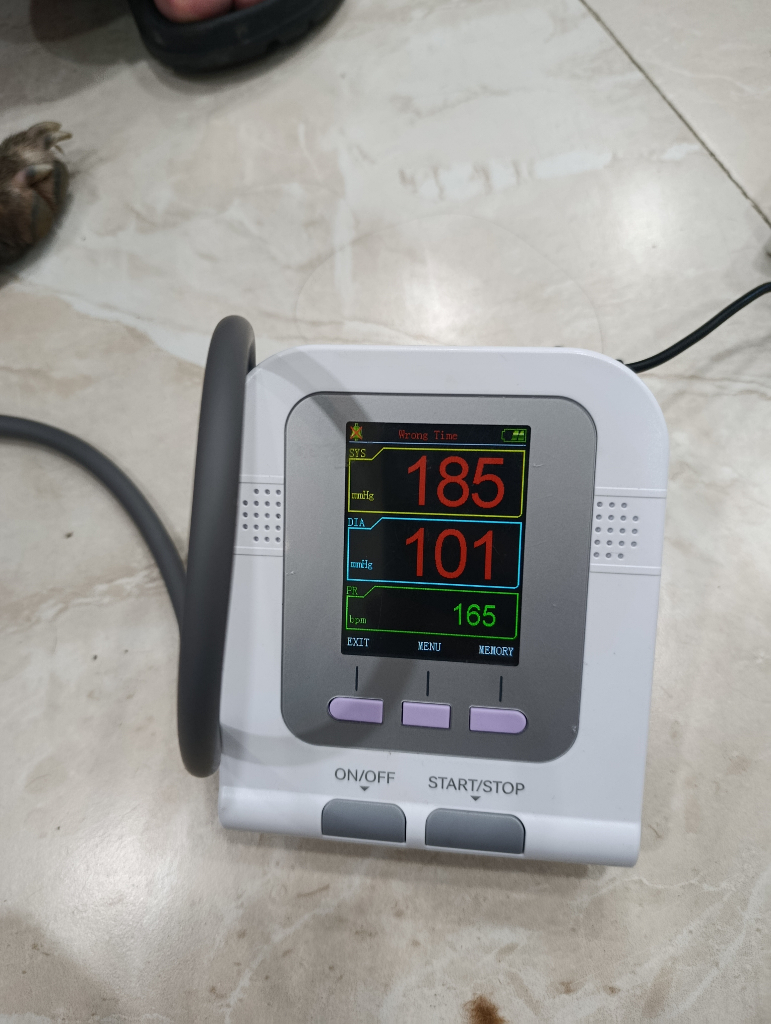 Wrong Time
SYS
mmHg
185
DIA
mmHg
101
PR
bpm
165
EXIT MENU MEMORY
ON/OFF START/STOP